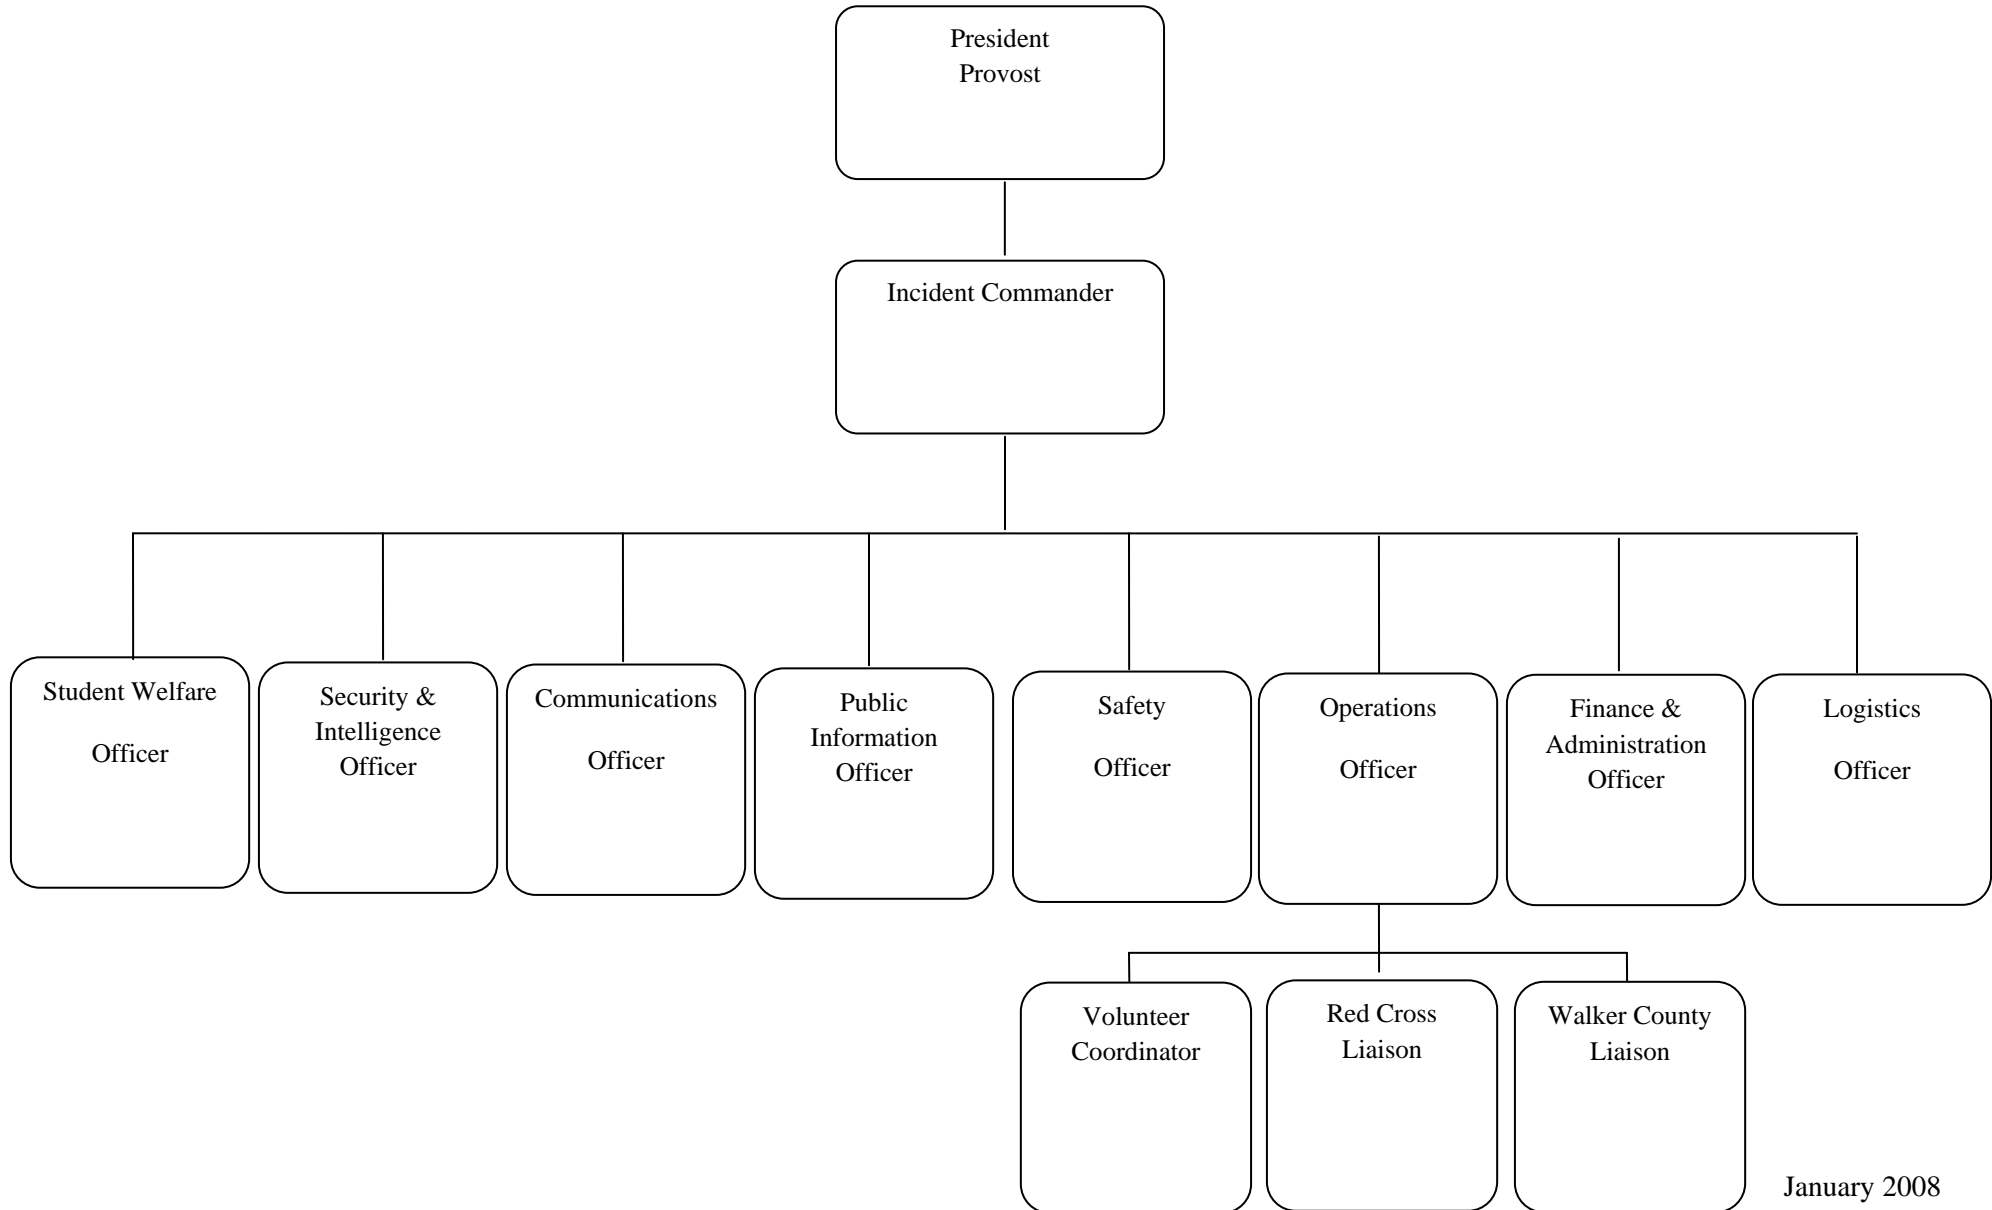 President
Provost
Incident Commander
Student Welfare
Officer
Security &
Intelligence
Officer
Communications
Officer
Public
Information
Officer
Safety
Officer
Operations
Officer
Finance &
Administration
Officer
Logistics
Officer
Volunteer
Coordinator
Red Cross
Liaison
Walker County
Liaison
January 2008